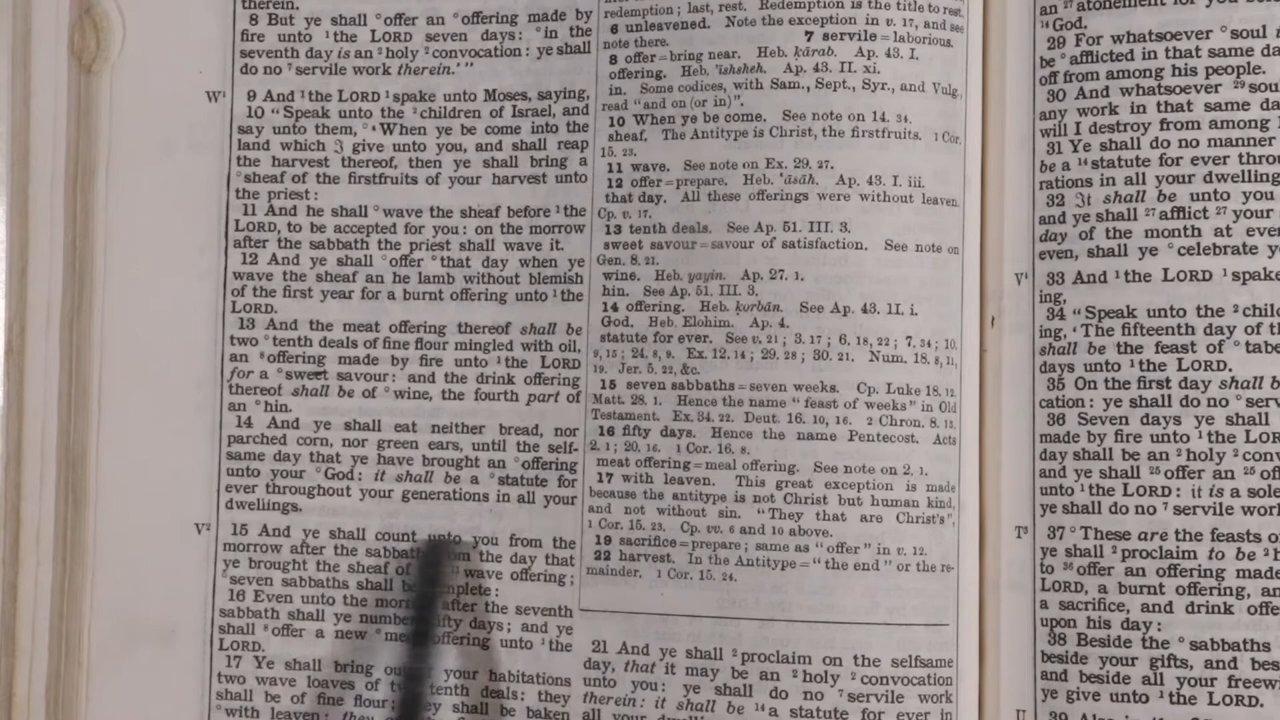 therein.
8 But ye shall °offer an °offering made by
fire unto ¹the LORD seven days: °in the
seventh day is an ²holy ²convocation: ye shall
do no ⁷servile work therein.' "
W¹
9 And ¹the LORD ¹spake unto Moses, saying,
10 "Speak unto the ²children of Israel, and
say unto them, °'When ye be come into the
land which I give unto you, and shall reap
the harvest thereof, then ye shall bring a
°sheaf of the firstfruits of your harvest unto
the priest:
11 And he shall °wave the sheaf before ¹the
LORD, to be accepted for you: on the morrow
after the sabbath the priest shall wave it.
12 And ye shall °offer °that day when ye
wave the sheaf an he lamb without blemish
of the first year for a burnt offering unto ¹the
LORD.
13 And the meat offering thereof shall be
two °tenth deals of fine flour mingled with oil,
an ⁸offering made by fire unto ¹the LORD
for a °sweet savour: and the drink offering
thereof shall be of °wine, the fourth part of
an °hin.
14 And ye shall eat neither bread, nor
parched corn, nor green ears, until the self-
same day that ye have brought an °offering
unto your °God: it shall be a °statute for
ever throughout your generations in all your
dwellings.
V²
15 And ye shall count unto you from the
morrow after the sabbath, the day that
ye brought the sheaf of wave offering;
°seven sabbaths shall be
16 Even unto the after the seventh
sabbath shall ye number fifty days; and ye
shall ⁸offer a new offering unto ¹the
LORD.
17 Ye shall bring your habitations
two wave loaves of tenth deals: they
shall be of fine flour; shall be baken
°with leaven:
redemption; last, rest. Redemption is the title to rest.
6 unleavened. Note the exception in v. 17, and see
note there. 7 servile = laborious.
8 offer = bring near. Heb. ḳārab. Ap. 43. I.
offering. Heb. 'ishsheh. Ap. 43. II. xi.
in. Some codices, with Sam., Sept., Syr., and Vulg.,
read "and on (or in)".
10 When ye be come. See note on 14. 34.
sheaf. The Antitype is Christ, the firstfruits. 1 Cor.
15. 23.
11 wave. See note on Ex. 29. 27.
12 offer = prepare. Heb. 'āsāh. Ap. 43. I. iii.
that day. All these offerings were without leaven.
Cp. v. 17.
13 tenth deals. See Ap. 51. III. 3.
sweet savour = savour of satisfaction. See note on
Gen. 8. 21.
wine. Heb. yayin. Ap. 27. 1.
hin. See Ap. 51. III. 3.
14 offering. Heb. ḳorbān. See Ap. 43. II. i.
God. Heb. Elohim. Ap. 4.
statute for ever. See v. 21; 3. 17; 6. 18, 22; 7. 34; 10.
9, 15; 24. 8, 9. Ex. 12. 14; 29. 28; 30. 21. Num. 18. 8, 11,
19. Jer. 5. 22, &c.
15 seven sabbaths = seven weeks. Cp. Luke 18. 12.
Matt. 28. 1. Hence the name "feast of weeks" in Old
Testament. Ex. 34. 22. Deut. 16. 10, 16. 2 Chron. 8. 13.
16 fifty days. Hence the name Pentecost. Acts
2. 1; 20. 16. 1 Cor. 16. 8.
meat offering = meal offering. See note on 2. 1.
17 with leaven. This great exception is made
because the antitype is not Christ but human kind,
and not without sin. "They that are Christ's",
1 Cor. 15. 23. Cp. vv. 6 and 10 above.
19 sacrifice = prepare; same as "offer" in v. 12.
22 harvest. In the Antitype = "the end" or the re-
mainder. 1 Cor. 15. 24.
21 And ye shall ²proclaim on the selfsame
day, that it may be an ²holy ²convocation
unto you: ye shall do no ⁷servile work
therein: it shall be ¹⁴a statute for ever in
all your
an ²⁷atonement for you
¹⁴God.
29 For whatsoever °soul
be °afflicted in that same da
off from among his people.
30 And whatsoever ²⁹sou
any work in that same da
will I destroy from among
31 Ye shall do no manner
be a ¹⁴statute for ever thro
rations in all your dwelling
32 It shall be unto you
and ye shall ²⁷afflict ²⁷your
day of the month at eve
even, shall ye °celebrate y
V¹
33 And ¹the LORD ¹spake
ing,
34 "Speak unto the ²chil
ing, 'The fifteenth day of t
shall be the feast of °tabe
days unto ¹the LORD.
35 On the first day shall b
cation: ye shall do no °serv
36 Seven days ye shall
made by fire unto ¹the LOR
day shall be an ²holy ²conv
and ye shall ²⁵offer an ²⁵of
unto ¹the LORD: it is a sole
ye shall do no ⁷servile wor
T³
37 °These are the feasts o
ye shall ²proclaim to be ²h
to ³⁶offer an offering made
LORD, a burnt offering, an
a sacrifice, and drink offe
upon his day:
38 Beside the °sabbaths
beside your gifts, and bes
and beside all your freew
ye give unto ¹the LORD.